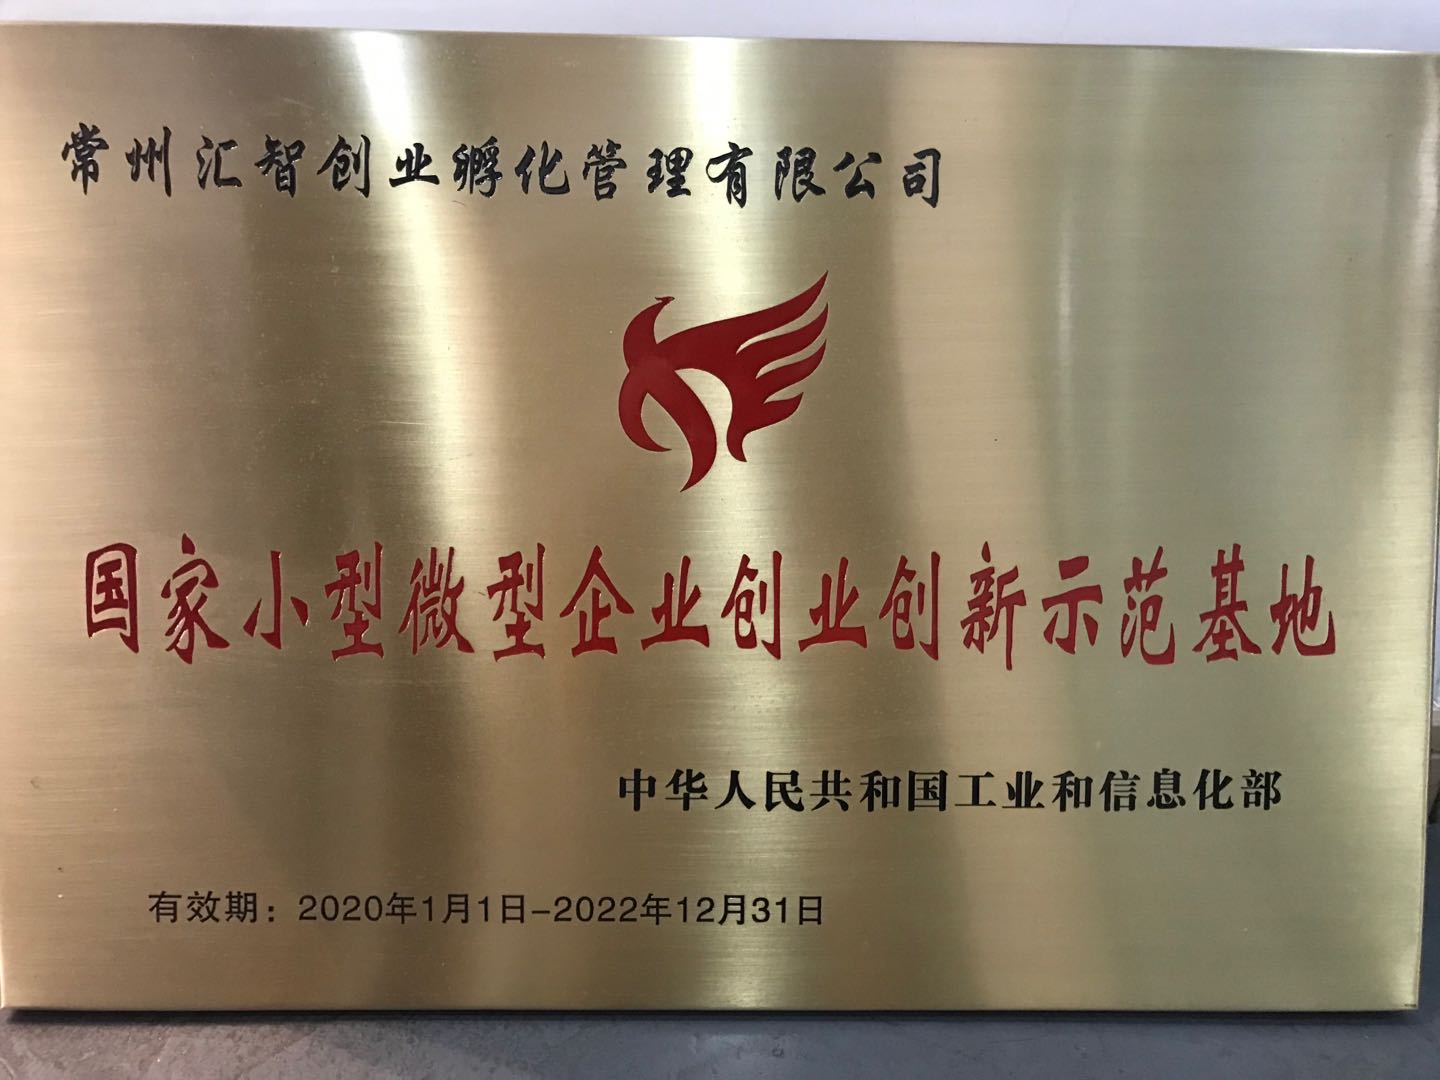 常州汇智创业孵化管理有限公司
国家小型微型企业创业创新示范基地
中华人民共和国工业和信息化部
有效期：2020年1月1日-2022年12月31日